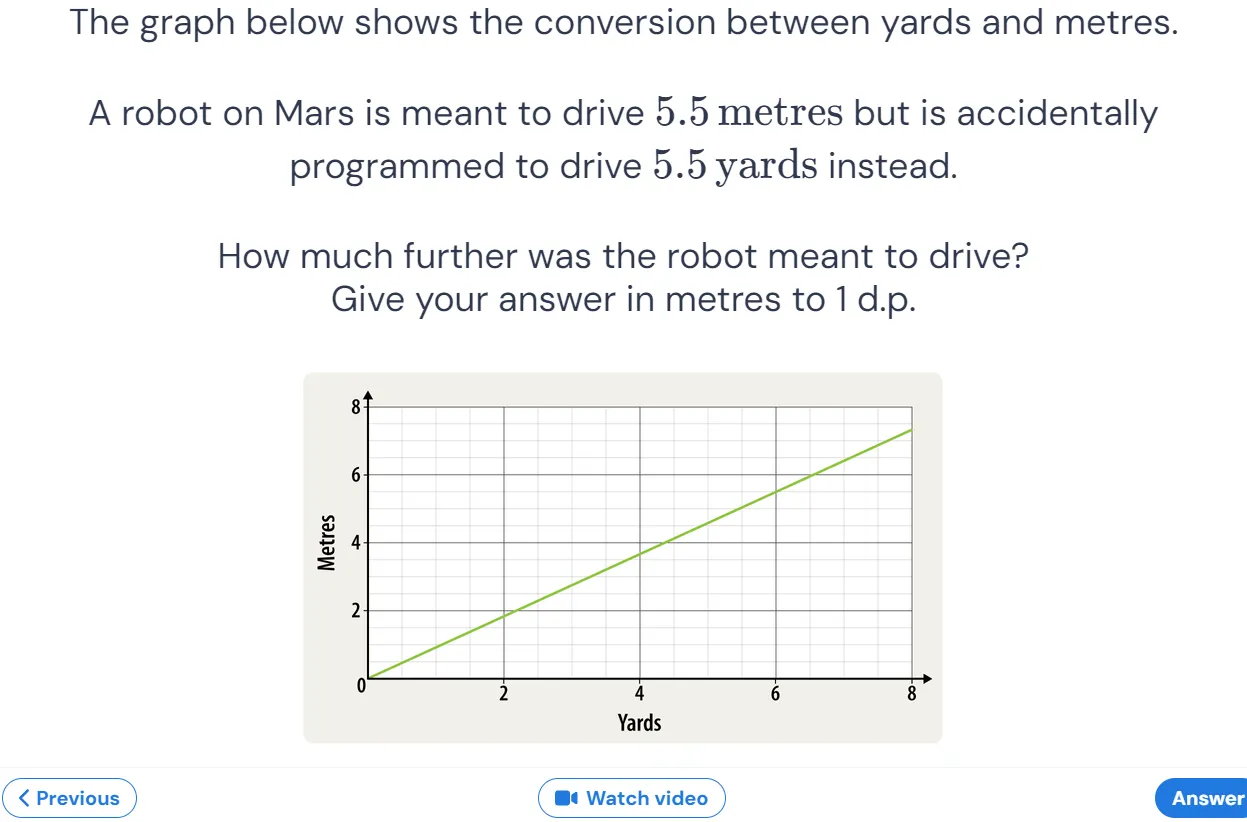 The graph below shows the conversion between yards and metres.
A robot on Mars is meant to drive 5.5 metres but is accidentally
programmed to drive 5.5 yards instead.
How much further was the robot meant to drive?
Give your answer in metres to 1 d.p.
8
6
4
2
0
Metres
2 4 6 8
Yards
Previous
Watch video
Answer